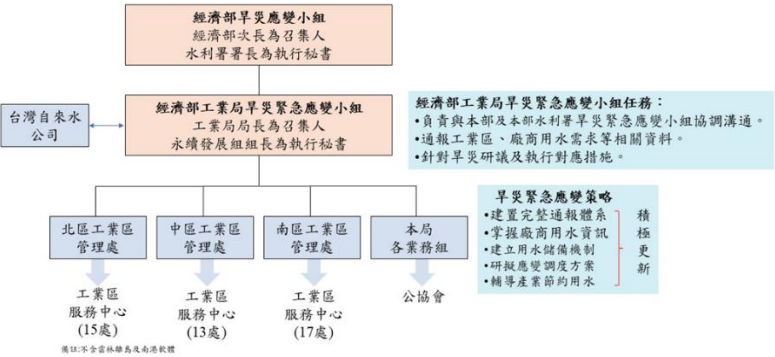 經濟部旱災應變小組
經濟部次長為召集人
水利署署長為執行秘書
台灣自來水
公司
經濟部工業局旱災緊急應變小組
工業局局長為召集人
永續發展組組長為執行秘書
經濟部工業局旱災緊急應變小組任務：
•負責與本部及本部水利署旱災緊急應變小組協調溝通。
•通報工業區、廠商用水需求等相關資料。
•針對旱災研議及執行對應措施。
旱災緊急應變策略
•建置完整通報體系
•掌握廠商用水資訊
•建立用水儲備機制
•研擬應變調度方案
•輔導產業節約用水
積
極
更
新
北區工業區
管理處
中區工業區
管理處
南區工業區
管理處
本局
各業務組
工業區
服務中心
(15處)
工業區
服務中心
(13處)
工業區
服務中心
(17處)
公協會
備註:不含雲林離島及南港軟體